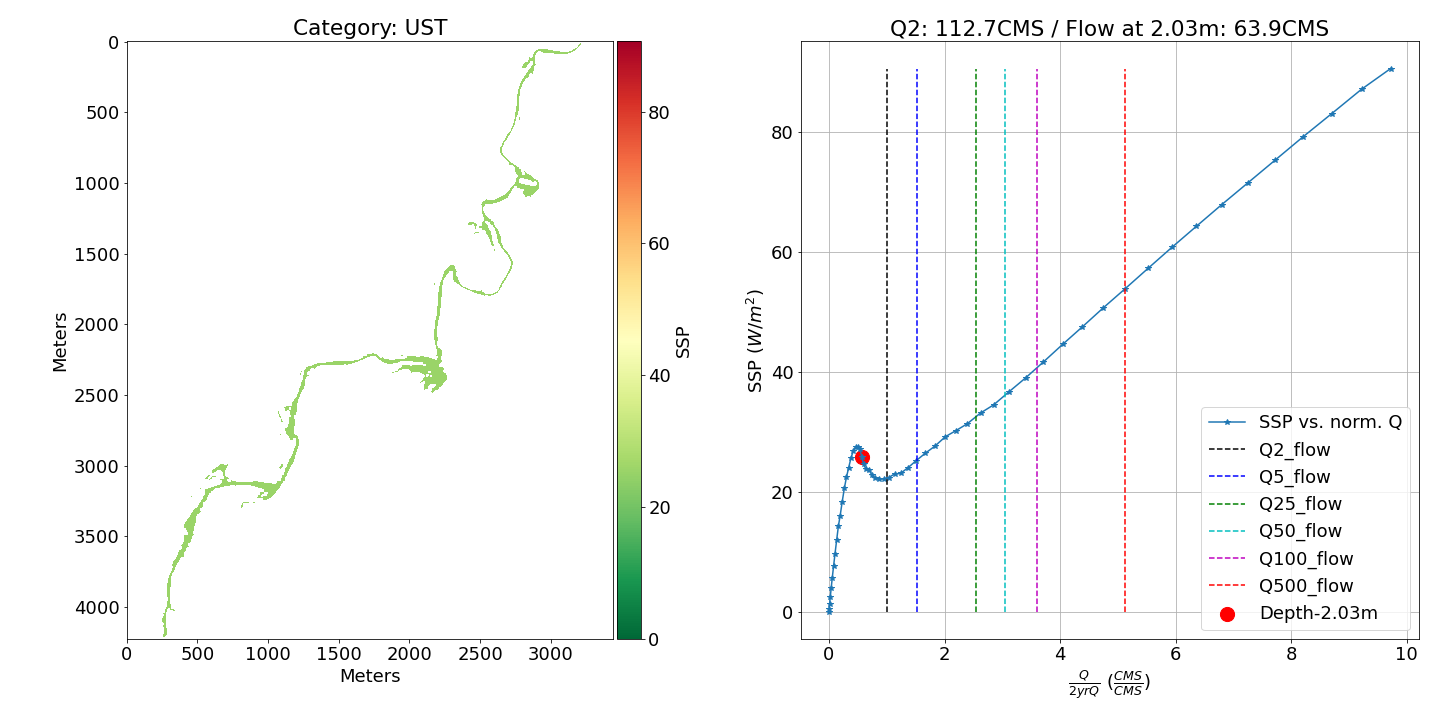 Category: UST
0
500
1000
1500
2000
2500
3000
3500
4000
Meters
0 500 1000 1500 2000 2500 3000
Meters
80
60
40
20
0
SSP
Q2: 112.7CMS / Flow at 2.03m: 63.9CMS
80
60
40
20
0
SSP (W/m²)
0 2 4 6 8 10
Q/2yrQ (CMS/CMS)
SSP vs. norm. Q
Q2_flow
Q5_flow
Q25_flow
Q50_flow
Q100_flow
Q500_flow
Depth-2.03m